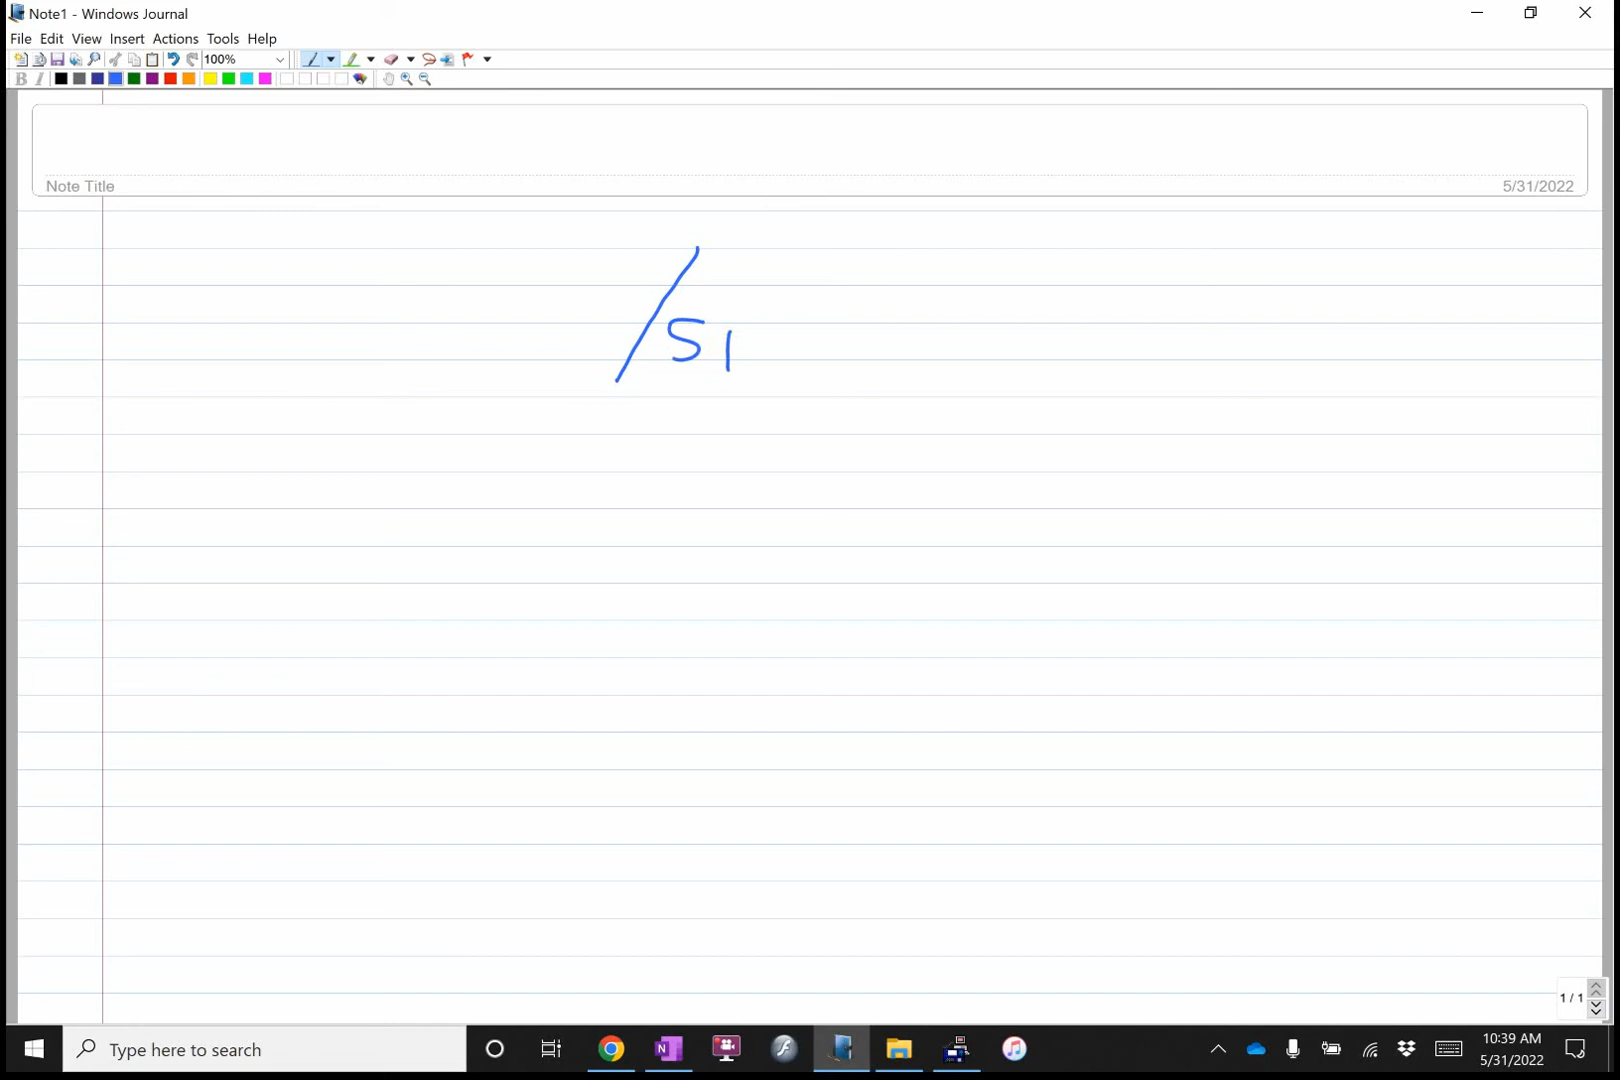 Note1 - Windows Journal
File Edit View Insert Actions Tools Help
100%
B I
Note Title 5/31/2022
/ S I
1 / 1
Type here to search
N
10:39 AM
5/31/2022